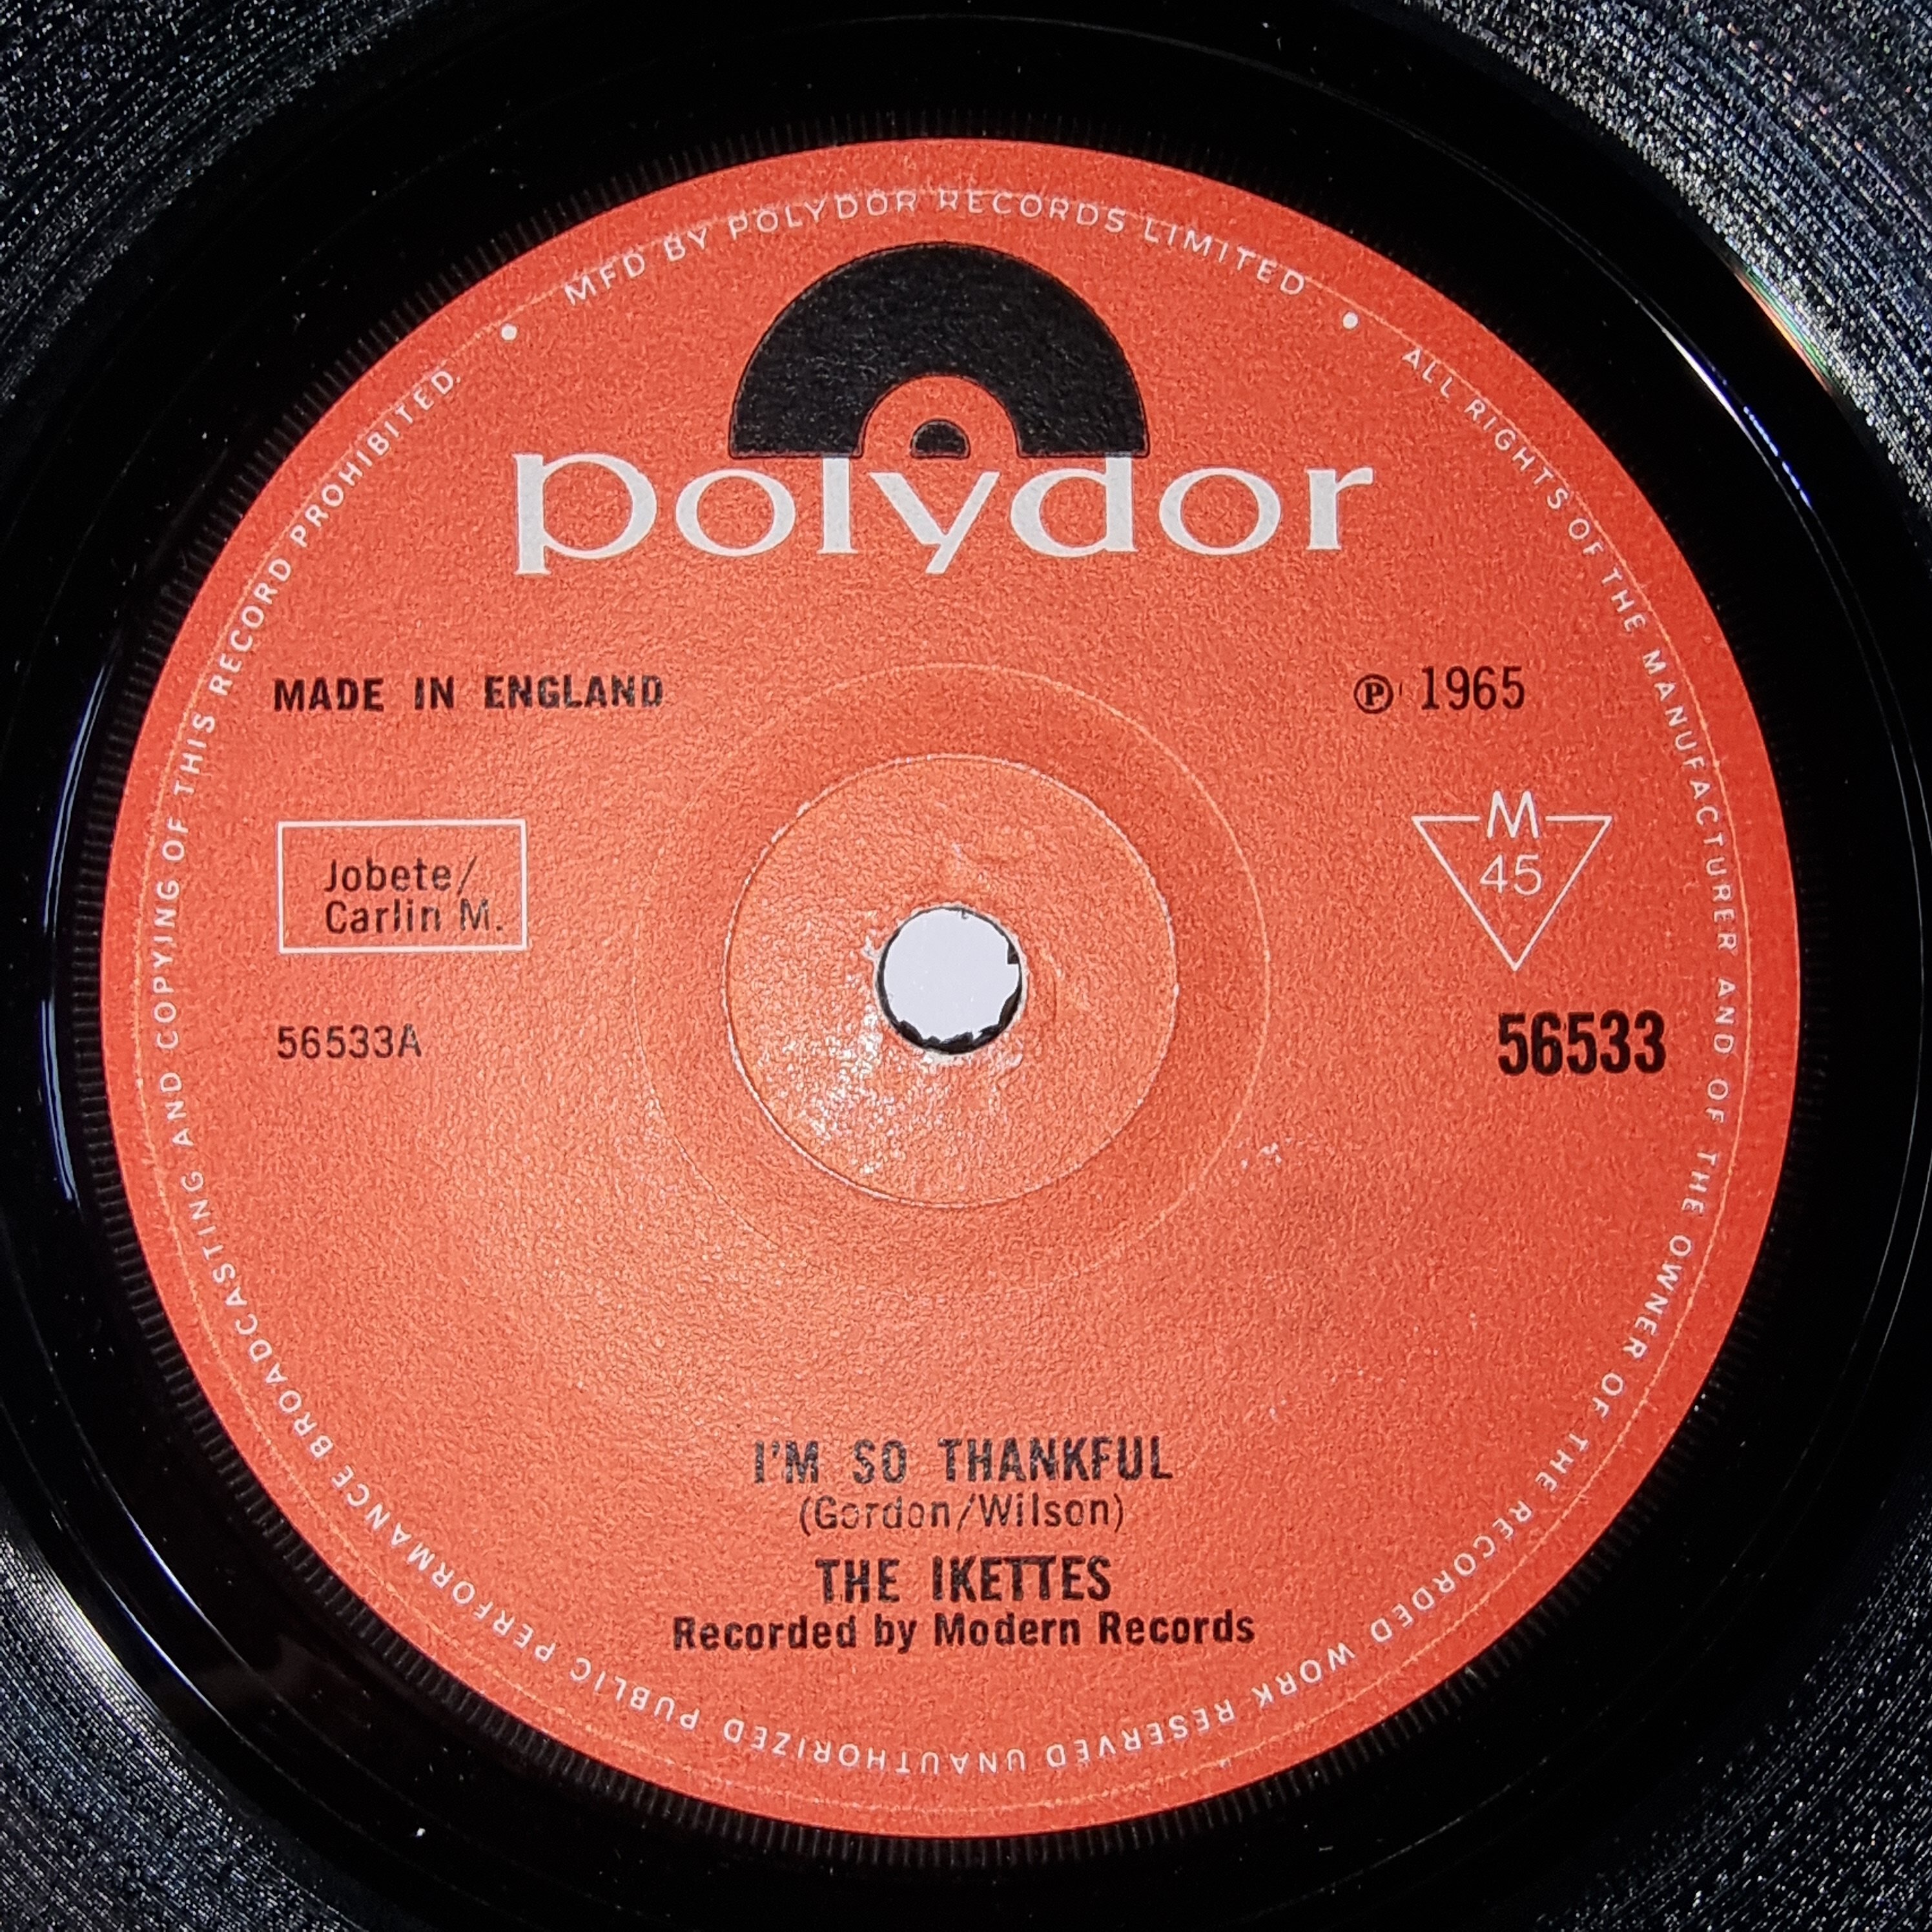 MFD BY POLYDOR RECORDS LIMITED
ALL RIGHTS OF THE MANUFACTURER AND OF THE OWNER OF THE RECORDED WORK RESERVED UNAUTHORIZED PUBLIC PERFORMANCE BROADCASTING AND COPYING OF THIS RECORD PROHIBITED.
polydor
MADE IN ENGLAND
℗ 1965
Jobete/
Carlin M.
M
45
56533A
56533
I'M SO THANKFUL
(Gordon/Wilson)
THE IKETTES
Recorded by Modern Records